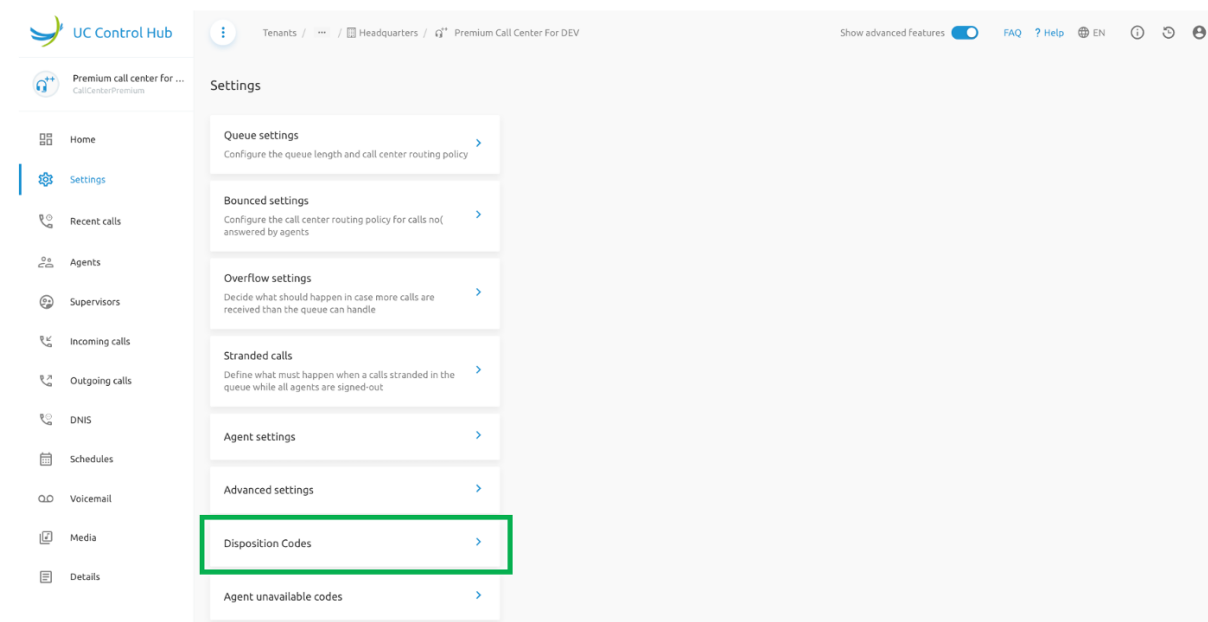 UC Control Hub
Tenants / ··· / Headquarters / Premium Call Center For DEV
Show advanced features
FAQ
? Help
EN
Premium call center for ...
CallCenterPremium
Home
Settings
Recent calls
Agents
Supervisors
Incoming calls
Outgoing calls
DNIS
Schedules
Voicemail
Media
Details
Settings
Queue settings
Configure the queue length and call center routing policy
Bounced settings
Configure the call center routing policy for calls no(
answered by agents
Overflow settings
Decide what should happen in case more calls are
received than the queue can handle
Stranded calls
Define what must happen when a calls stranded in the
queue while all agents are signed-out
Agent settings
Advanced settings
Disposition Codes
Agent unavailable codes